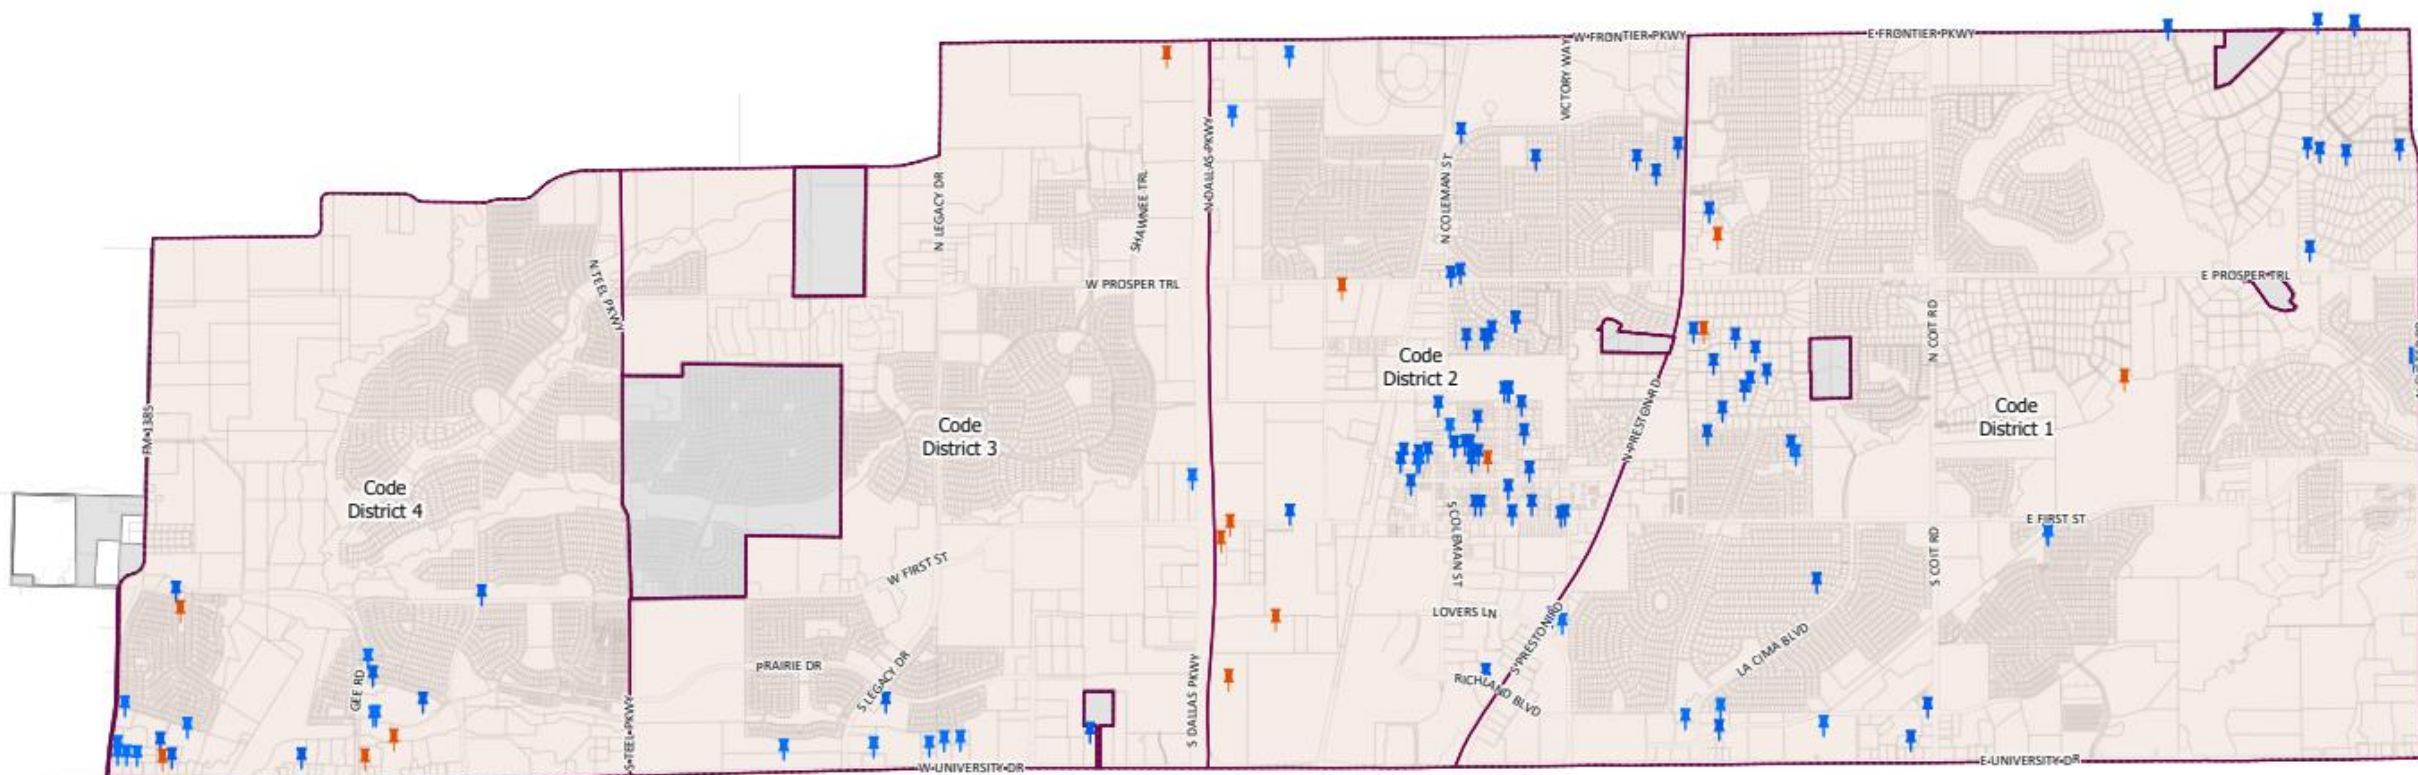 W FRONTIER PKWY
E FRONTIER PKWY
VICTORY WAY
N DALLAS PKWY
N COLEMAN ST
N LEGACY DR
SHAWNEE TRL
N TEEL PKWY
W PROSPER TRL
E PROSPER TRL
N COIT RD
Code
District 2
N PRESTON RD
Code
District 1
Code
District 3
FM 1385
Code
District 4
S COLEMAN ST
E FIRST ST
S COIT RD
W FIRST ST
LOVERS LN
S PRESTON RD
LA CIMA BLVD
PRAIRIE DR
S LEGACY DR
GEE RD
RICHLAND BLVD
S DALLAS PKWY
S TEEL PKWY
W UNIVERSITY DR
E UNIVERSITY DR